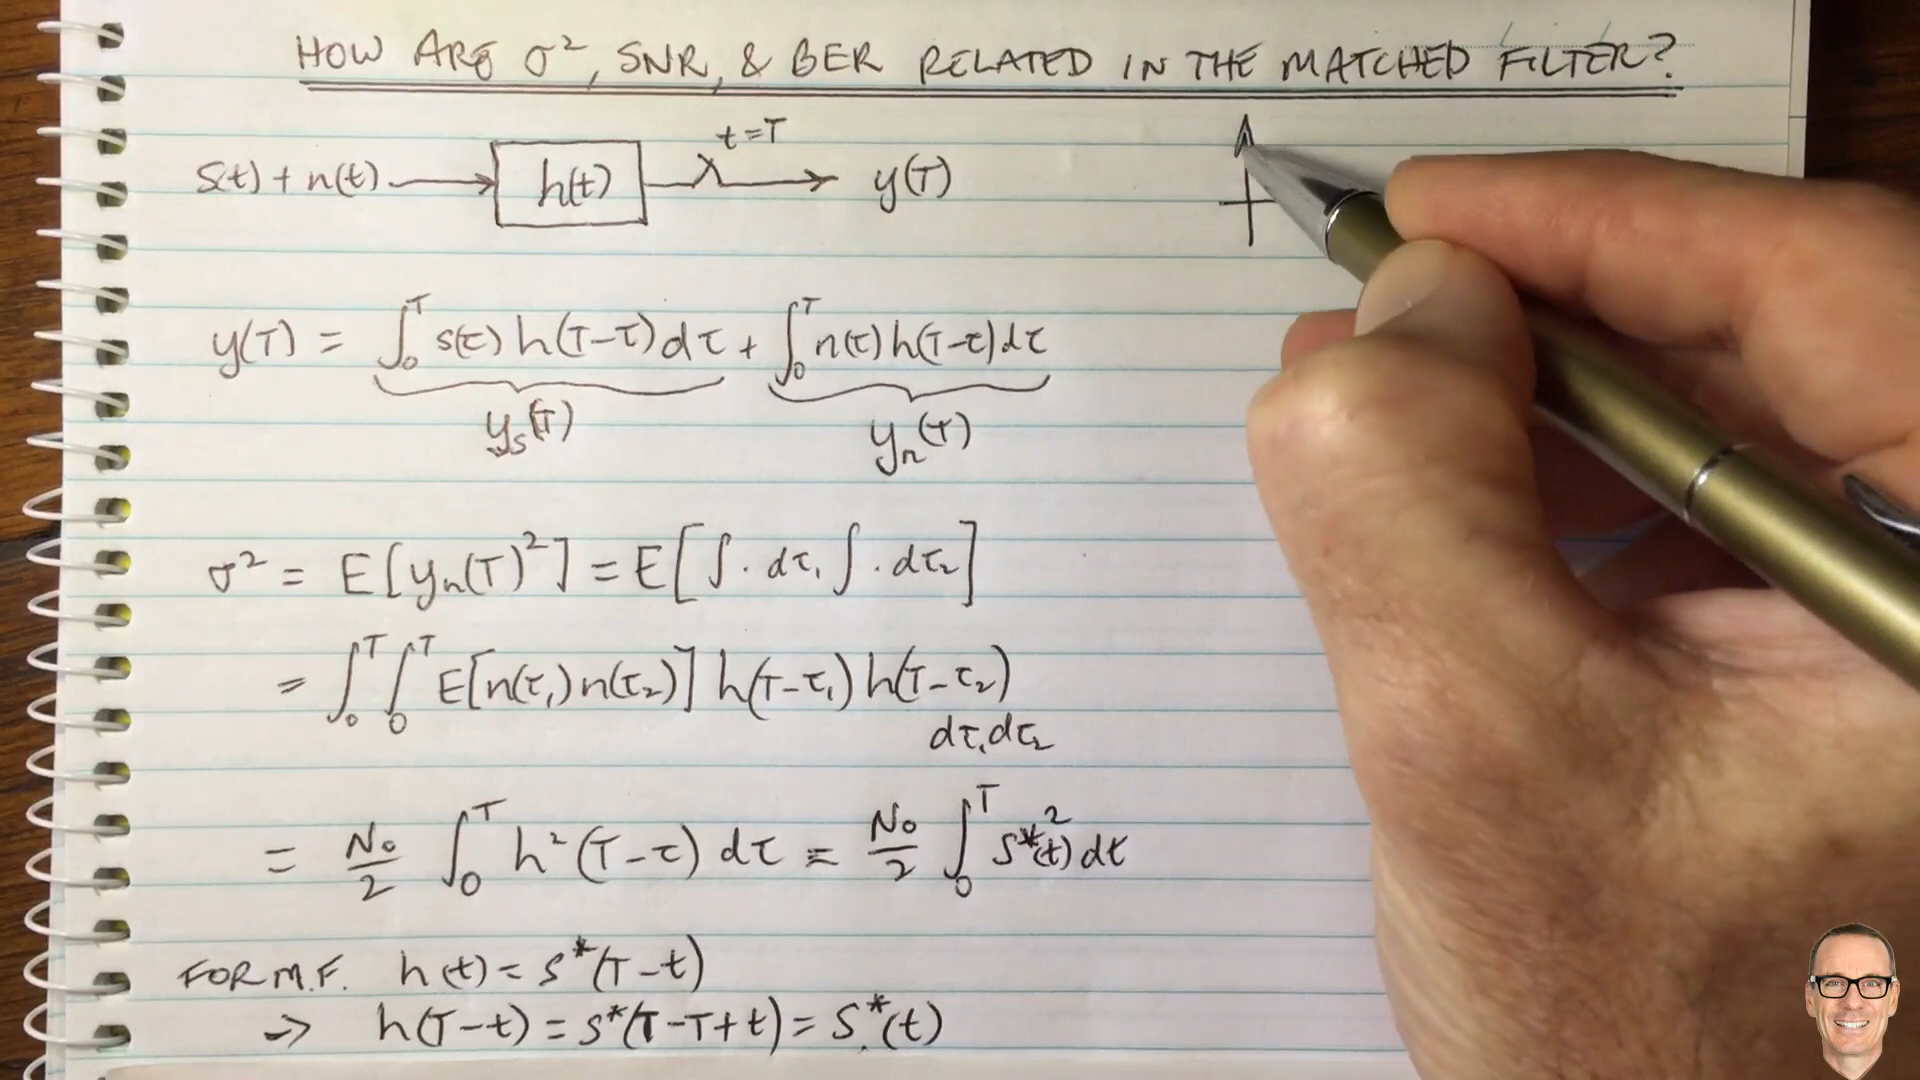 HOW ARE σ², SNR, & BER RELATED IN THE MATCHED FILTER?
t=T
s(t) + n(t) → h(t) → y(T)
y(T) = ∫₀ᵀ s(τ) h(T-τ) dτ + ∫₀ᵀ n(τ) h(T-τ) dτ
yₛ(T) yₙ(T)
σ² = E[yₙ(T)²] = E[∫ · dτ₁ ∫ · dτ₂]
= ∫₀ᵀ ∫₀ᵀ E[n(τ₁) n(τ₂)] h(T-τ₁) h(T-τ₂)
dτ₁ dτ₂
= N₀/2 ∫₀ᵀ h²(T-τ) dτ = N₀/2 ∫₀ᵀ s*²(t) dt
FOR M.F. h(t) = s*(T-t)
→ h(T-t) = s*(T-T+t) = s*(t)